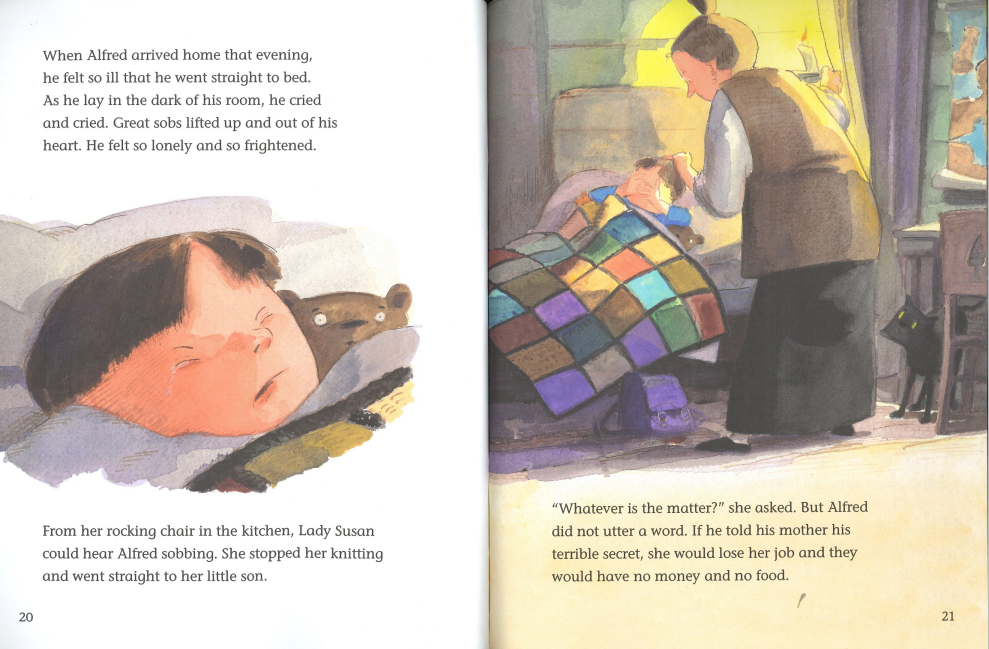 When Alfred arrived home that evening,
he felt so ill that he went straight to bed.
As he lay in the dark of his room, he cried
and cried. Great sobs lifted up and out of his
heart. He felt so lonely and so frightened.
From her rocking chair in the kitchen, Lady Susan
could hear Alfred sobbing. She stopped her knitting
and went straight to her little son.
20
“Whatever is the matter?” she asked. But Alfred
did not utter a word. If he told his mother his
terrible secret, she would lose her job and they
would have no money and no food.
21